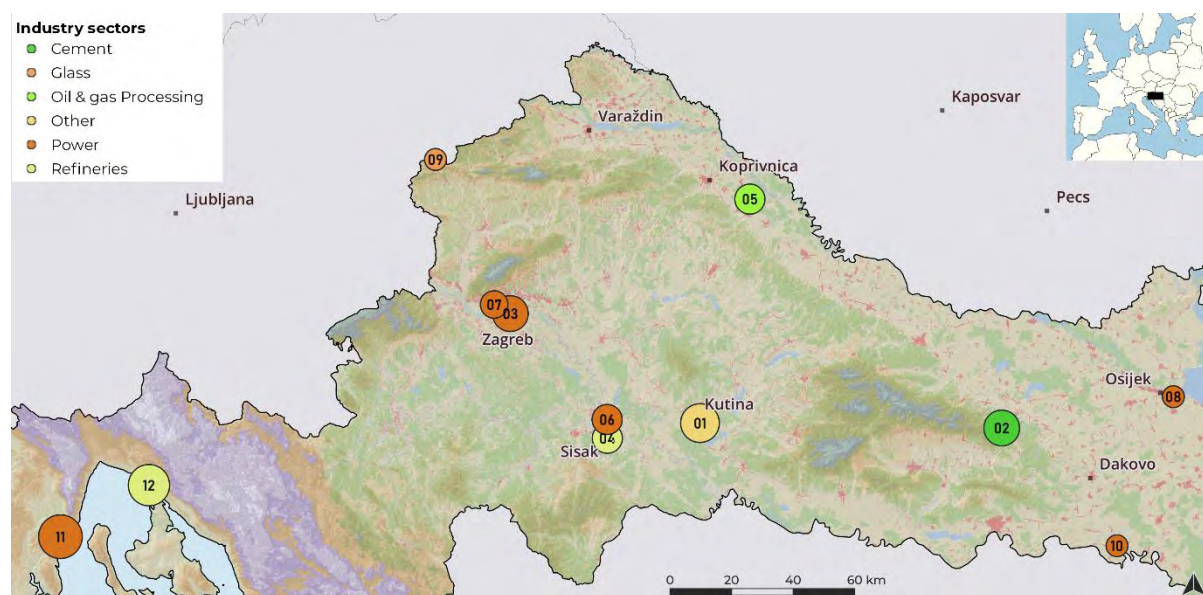 Industry sectors
Cement
Glass
Oil & gas Processing
Other
Power
Refineries
Kaposvar
Varaždin
09
Koprivnica
Ljubljana
05
Pecs
07
03
Zagreb
Osijek
08
06
01
Kutina
02
04
Sisak
Dakovo
12
11
10
0 20 40 60 km